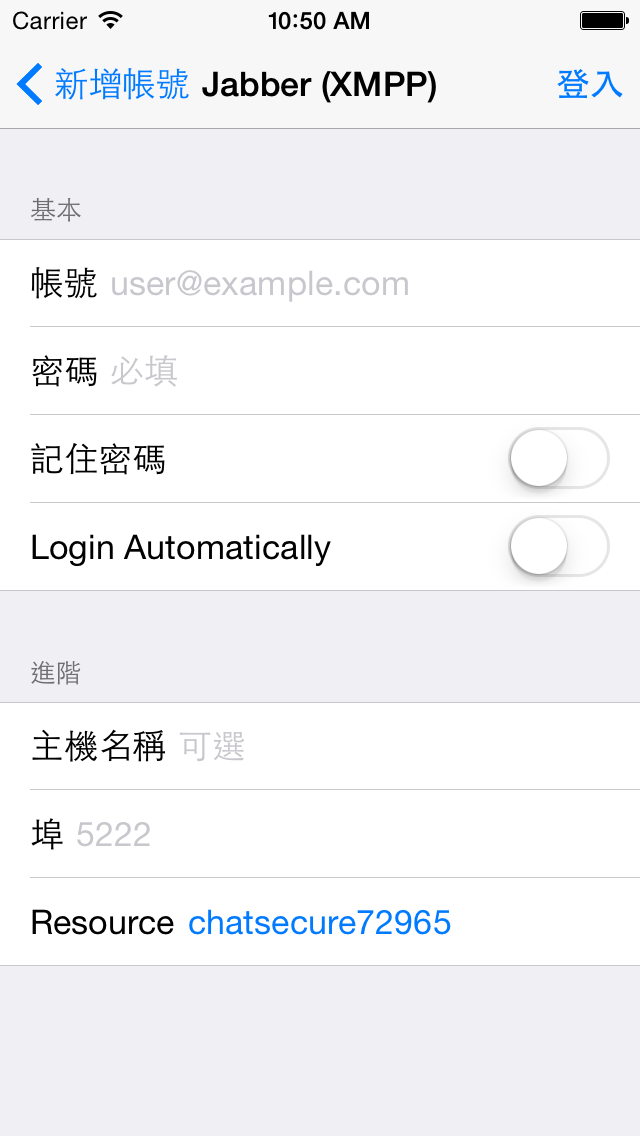 Carrier 10:50 AM
新增帳號 Jabber (XMPP) 登入
基本
帳號 user@example.com
密碼 必填
記住密碼
Login Automatically
進階
主機名稱 可選
埠 5222
Resource chatsecure72965